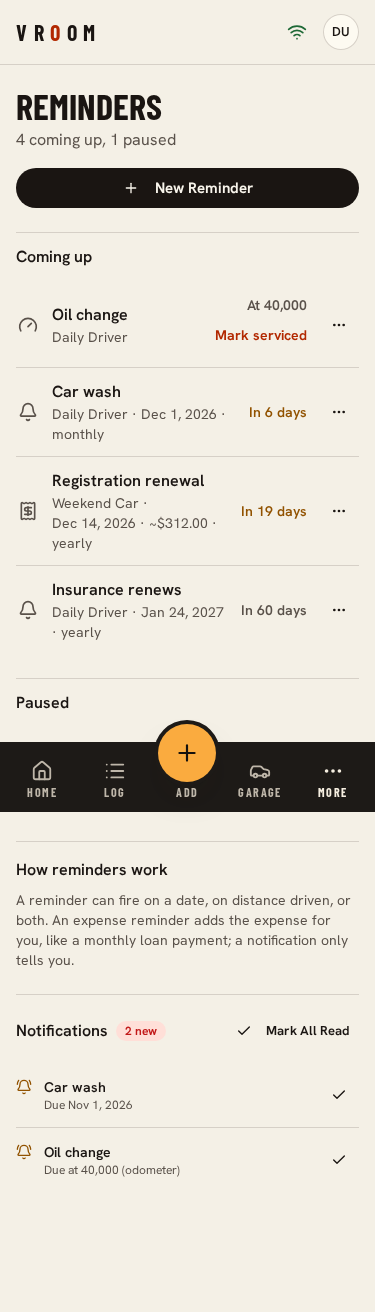 VROOM
DU
REMINDERS
4 coming up, 1 paused
New Reminder
Coming up
Oil change
Daily Driver
At 40,000
Mark serviced
Car wash
Daily Driver · Dec 1, 2026 ·
monthly
In 6 days
Registration renewal
Weekend Car ·
Dec 14, 2026 · ~$312.00 ·
yearly
In 19 days
Insurance renews
Daily Driver · Jan 24, 2027
· yearly
In 60 days
Paused
HOME
LOG
ADD
GARAGE
MORE
How reminders work
A reminder can fire on a date, on distance driven, or
both. An expense reminder adds the expense for
you, like a monthly loan payment; a notification only
tells you.
Notifications
2 new
Mark All Read
Car wash
Due Nov 1, 2026
Oil change
Due at 40,000 (odometer)